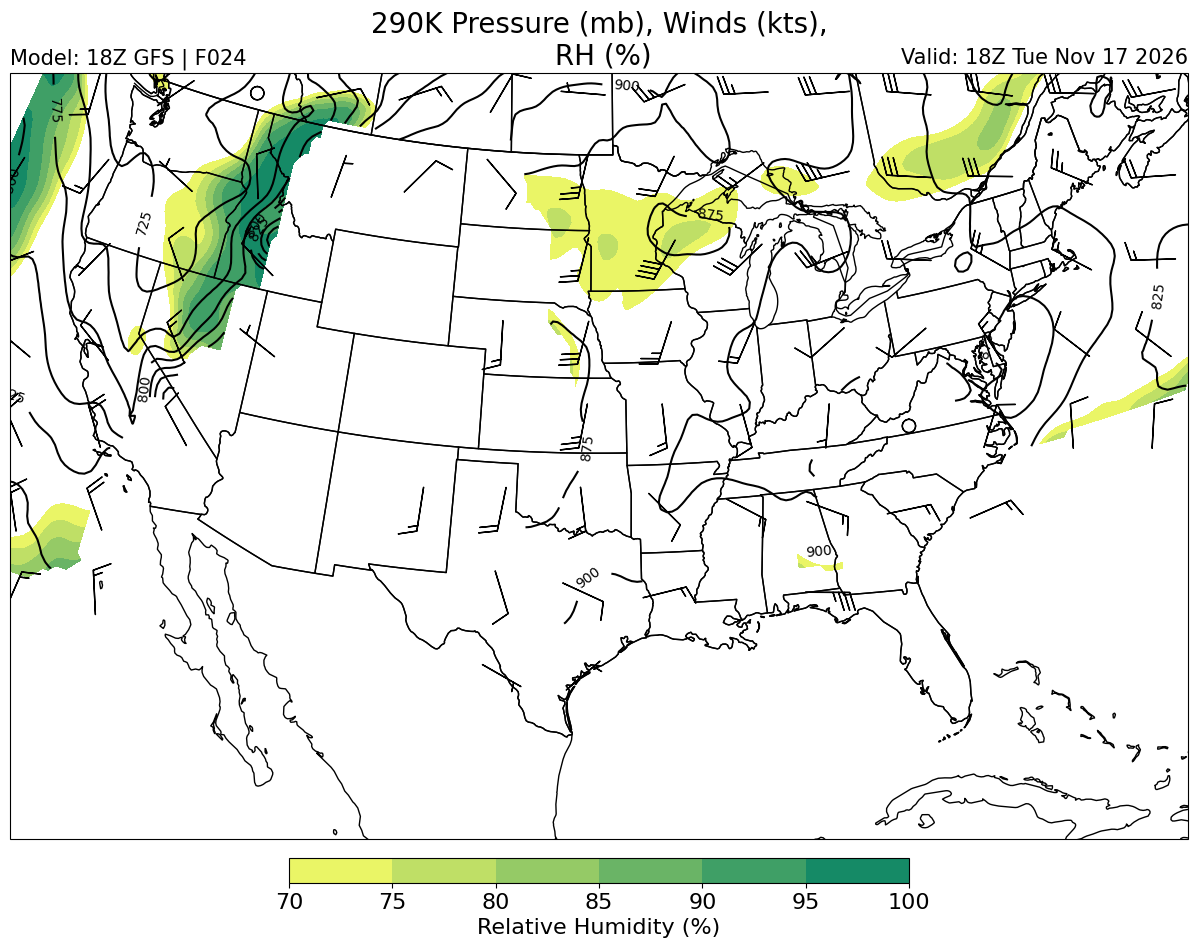 290K Pressure (mb), Winds (kts),
RH (%)
Model: 18Z GFS | F024
Valid: 18Z Tue Nov 17 2026
900
775
875
725
825
800
875
900
900
70 75 80 85 90 95 100
Relative Humidity (%)